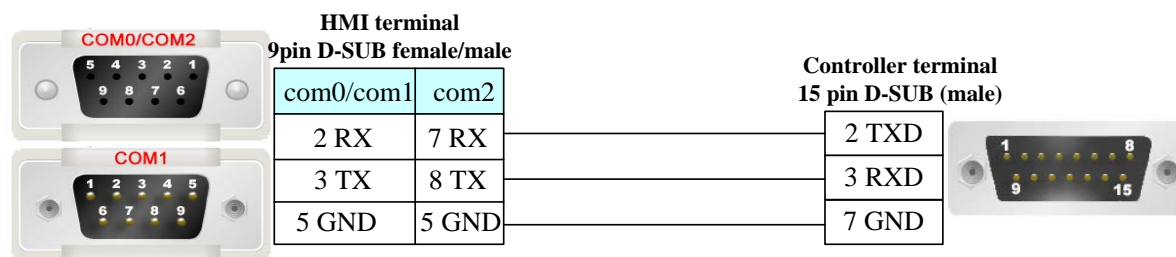 COM0/COM2
5 4 3 2 1
9 8 7 6
COM1
1 2 3 4 5
6 7 8 9
HMI terminal
9pin D-SUB female/male
com0/com1 com2
2 RX 7 RX
3 TX 8 TX
5 GND 5 GND
Controller terminal
15 pin D-SUB (male)
2 TXD
3 RXD
7 GND
1 8
9 15